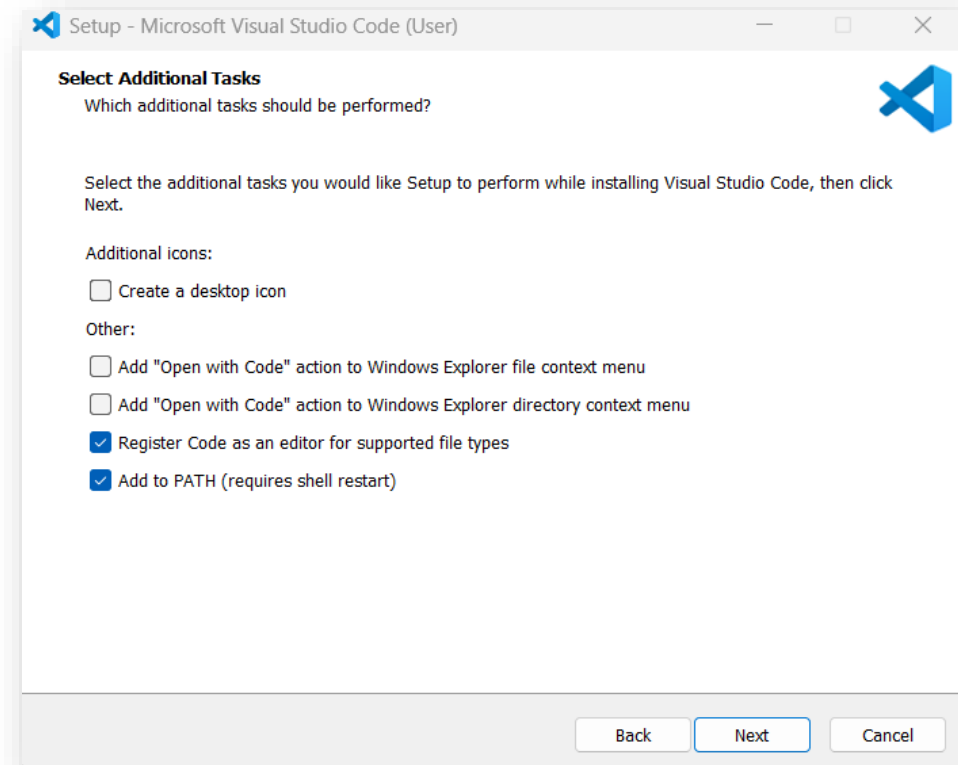 Setup - Microsoft Visual Studio Code (User)
Select Additional Tasks
Which additional tasks should be performed?
Select the additional tasks you would like Setup to perform while installing Visual Studio Code, then click
Next.
Additional icons:
Create a desktop icon
Other:
Add "Open with Code" action to Windows Explorer file context menu
Add "Open with Code" action to Windows Explorer directory context menu
Register Code as an editor for supported file types
Add to PATH (requires shell restart)
Back Next Cancel